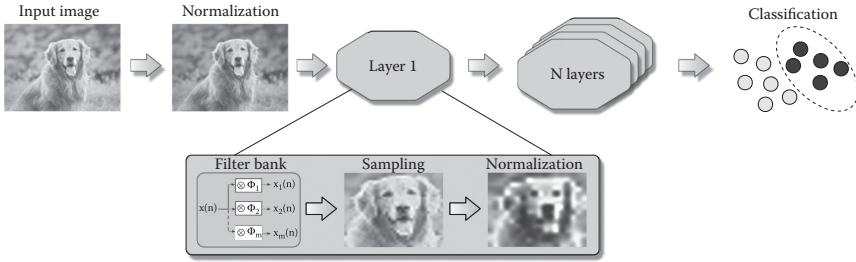 Input image
Normalization
Classification
Layer 1
N layers
Filter bank
Sampling
Normalization
x(n)
⊗ Φ₁
x₁(n)
⊗ Φ₂
x₂(n)
⊗ Φₘ
xₘ(n)